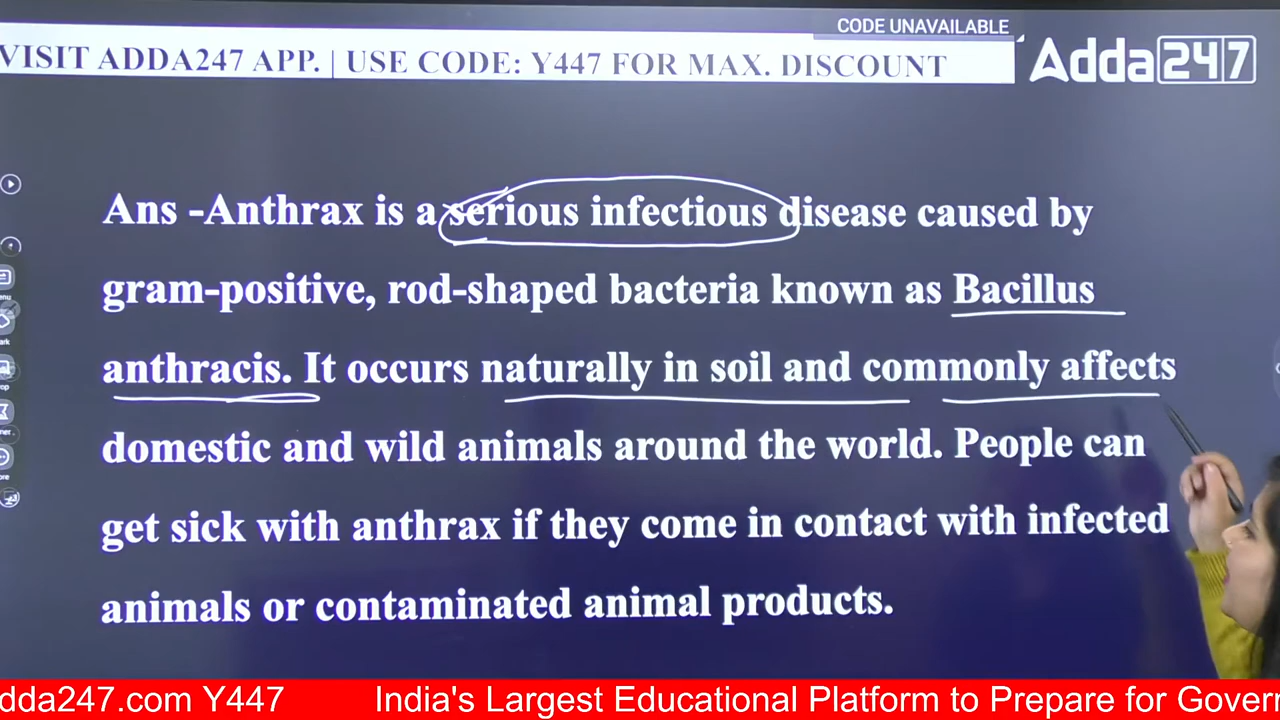 CODE UNAVAILABLE
VISIT ADDA247 APP. | USE CODE: Y447 FOR MAX. DISCOUNT
Adda247
Ans -Anthrax is a serious infectious disease caused by
gram-positive, rod-shaped bacteria known as Bacillus
anthracis. It occurs naturally in soil and commonly affects
domestic and wild animals around the world. People can
get sick with anthrax if they come in contact with infected
animals or contaminated animal products.
dda247.com Y447 India's Largest Educational Platform to Prepare for Govern